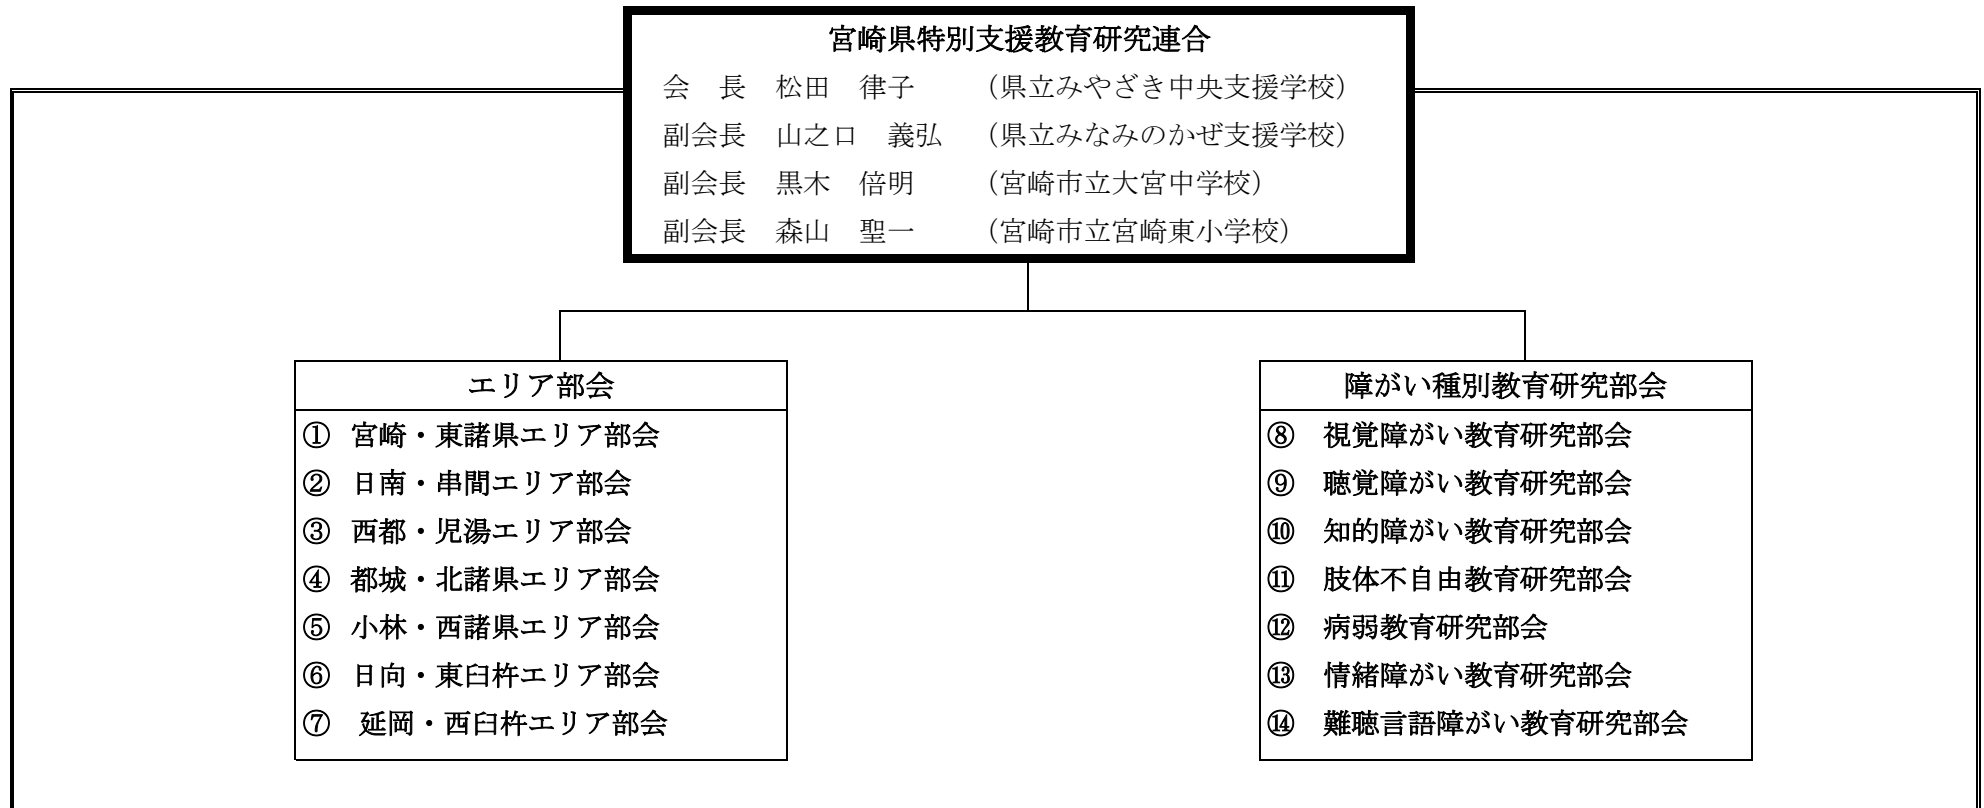 宮崎県特別支援教育研究連合
会　長　松田　律子　　（県立みやざき中央支援学校）
副会長　山之口　義弘　（県立みなみのかぜ支援学校）
副会長　黒木　倍明　　（宮崎市立大宮中学校）
副会長　森山　聖一　　（宮崎市立宮崎東小学校）
エリア部会
① 宮崎・東諸県エリア部会
② 日南・串間エリア部会
③ 西都・児湯エリア部会
④ 都城・北諸県エリア部会
⑤ 小林・西諸県エリア部会
⑥ 日向・東臼杵エリア部会
⑦ 延岡・西臼杵エリア部会
障がい種別教育研究部会
⑧　視覚障がい教育研究部会
⑨　聴覚障がい教育研究部会
⑩　知的障がい教育研究部会
⑪　肢体不自由教育研究部会
⑫　病弱教育研究部会
⑬　情緒障がい教育研究部会
⑭　難聴言語障がい教育研究部会